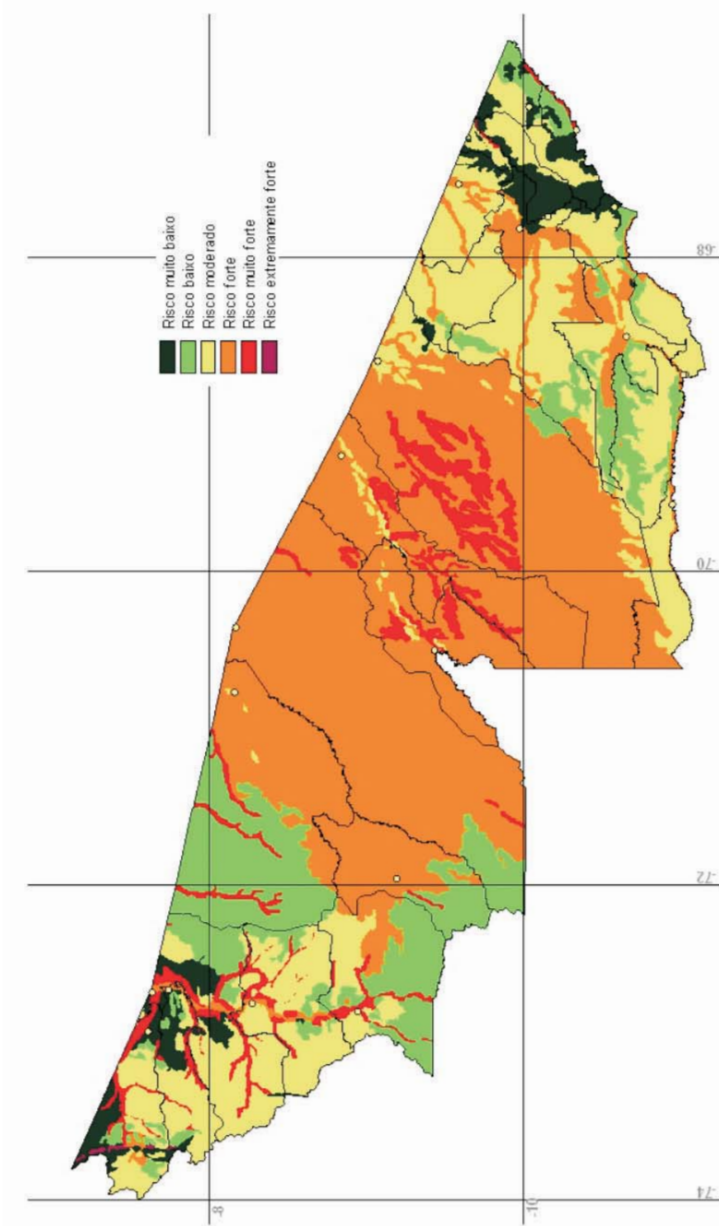 Risco muito baixo
Risco baixo
Risco moderado
Risco forte
Risco muito forte
Risco extremamente forte
-68
-70
-72
-74
-8
-10